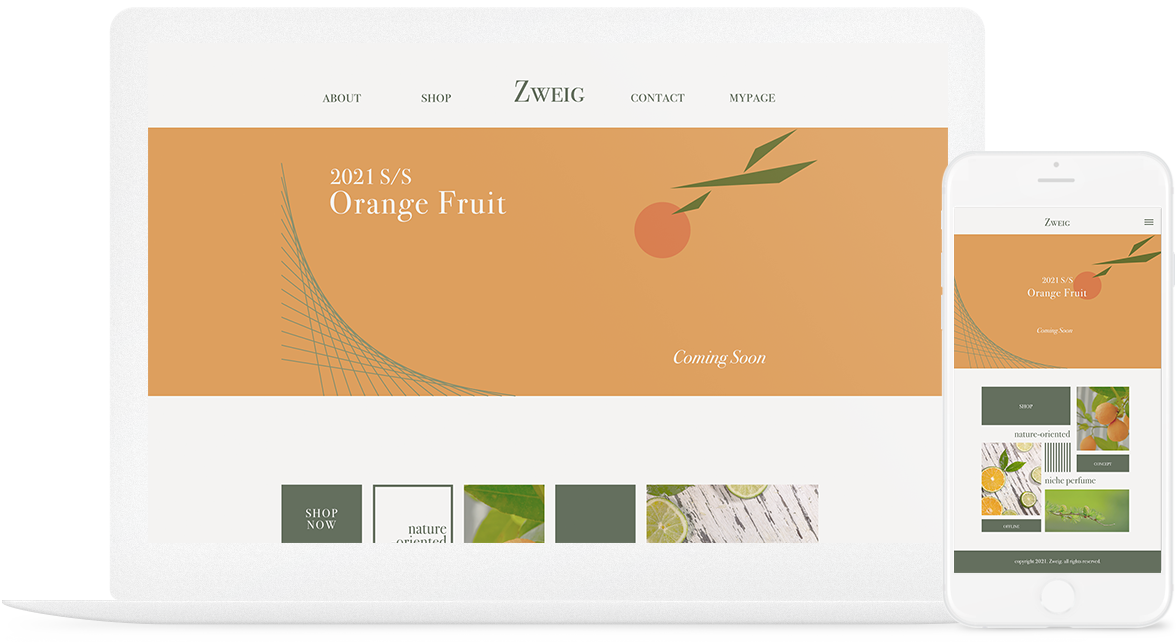 ABOUT
SHOP
ZWEIG
CONTACT
MYPAGE
2021 S/S
Orange Fruit
Coming Soon
SHOP
NOW
nature
oriented
ZWEIG
2021 S/S
Orange Fruit
Coming Soon
SHOP
nature-oriented
CONCEPT
niche perfume
OFFLINE
copyright 2021. Zweig. all rights reserved.